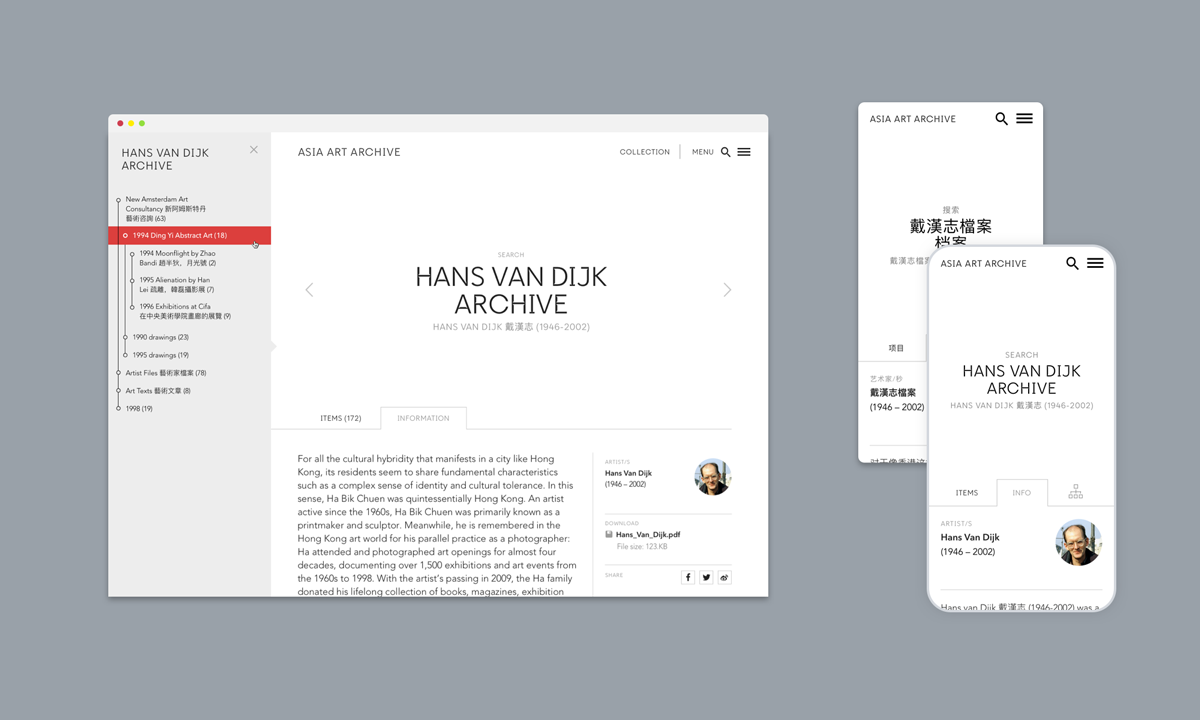 HANS VAN DIJK
ARCHIVE
New Amsterdam Art
Consultancy 新阿姆斯特丹
藝術咨詢 (63)
1994 Ding Yi Abstract Art (18)
1994 Moonflight by Zhao
Bandi 趙半狄，月光號 (2)
1995 Alienation by Han
Lei 疏離，韓磊攝影展 (7)
1996 Exhibitions at Cifa
在中央美術學院畫廊的展覽 (9)
1990 drawings (23)
1995 drawings (19)
Artist Files 藝術家檔案 (78)
Art Texts 藝術文章 (8)
1998 (19)
ASIA ART ARCHIVE
COLLECTION
MENU
SEARCH
HANS VAN DIJK
ARCHIVE
HANS VAN DIJK 戴漢志 (1946-2002)
ITEMS (172)
INFORMATION
For all the cultural hybridity that manifests in a city like Hong
Kong, its residents seem to share fundamental characteristics
such as a complex sense of identity and cultural tolerance. In this
sense, Ha Bik Chuen was quintessentially Hong Kong. An artist
active since the 1960s, Ha Bik Chuen was primarily known as a
printmaker and sculptor. Meanwhile, he is remembered in the
Hong Kong art world for his parallel practice as a photographer:
Ha attended and photographed art openings for almost four
decades, documenting over 1,500 exhibitions and art events from
the 1960s to 1998. With the artist's passing in 2009, the Ha family
donated his lifelong collection of books, magazines, exhibition
ARTIST/S
Hans Van Dijk
(1946 – 2002)
DOWNLOAD
Hans_Van_Dijk.pdf
File size: 123.KB
SHARE
ASIA ART ARCHIVE
搜索
戴漢志檔案
档案
戴漢志檔
项目
艺术家/秒
戴漢志檔案
(1946 – 2002)
ASIA ART ARCHIVE
SEARCH
HANS VAN DIJK
ARCHIVE
HANS VAN DIJK 戴漢志 (1946-2002)
ITEMS
INFO
ARTIST/S
Hans Van Dijk
(1946 – 2002)
Hans van Dijk 戴漢志 (1946-2002) was a